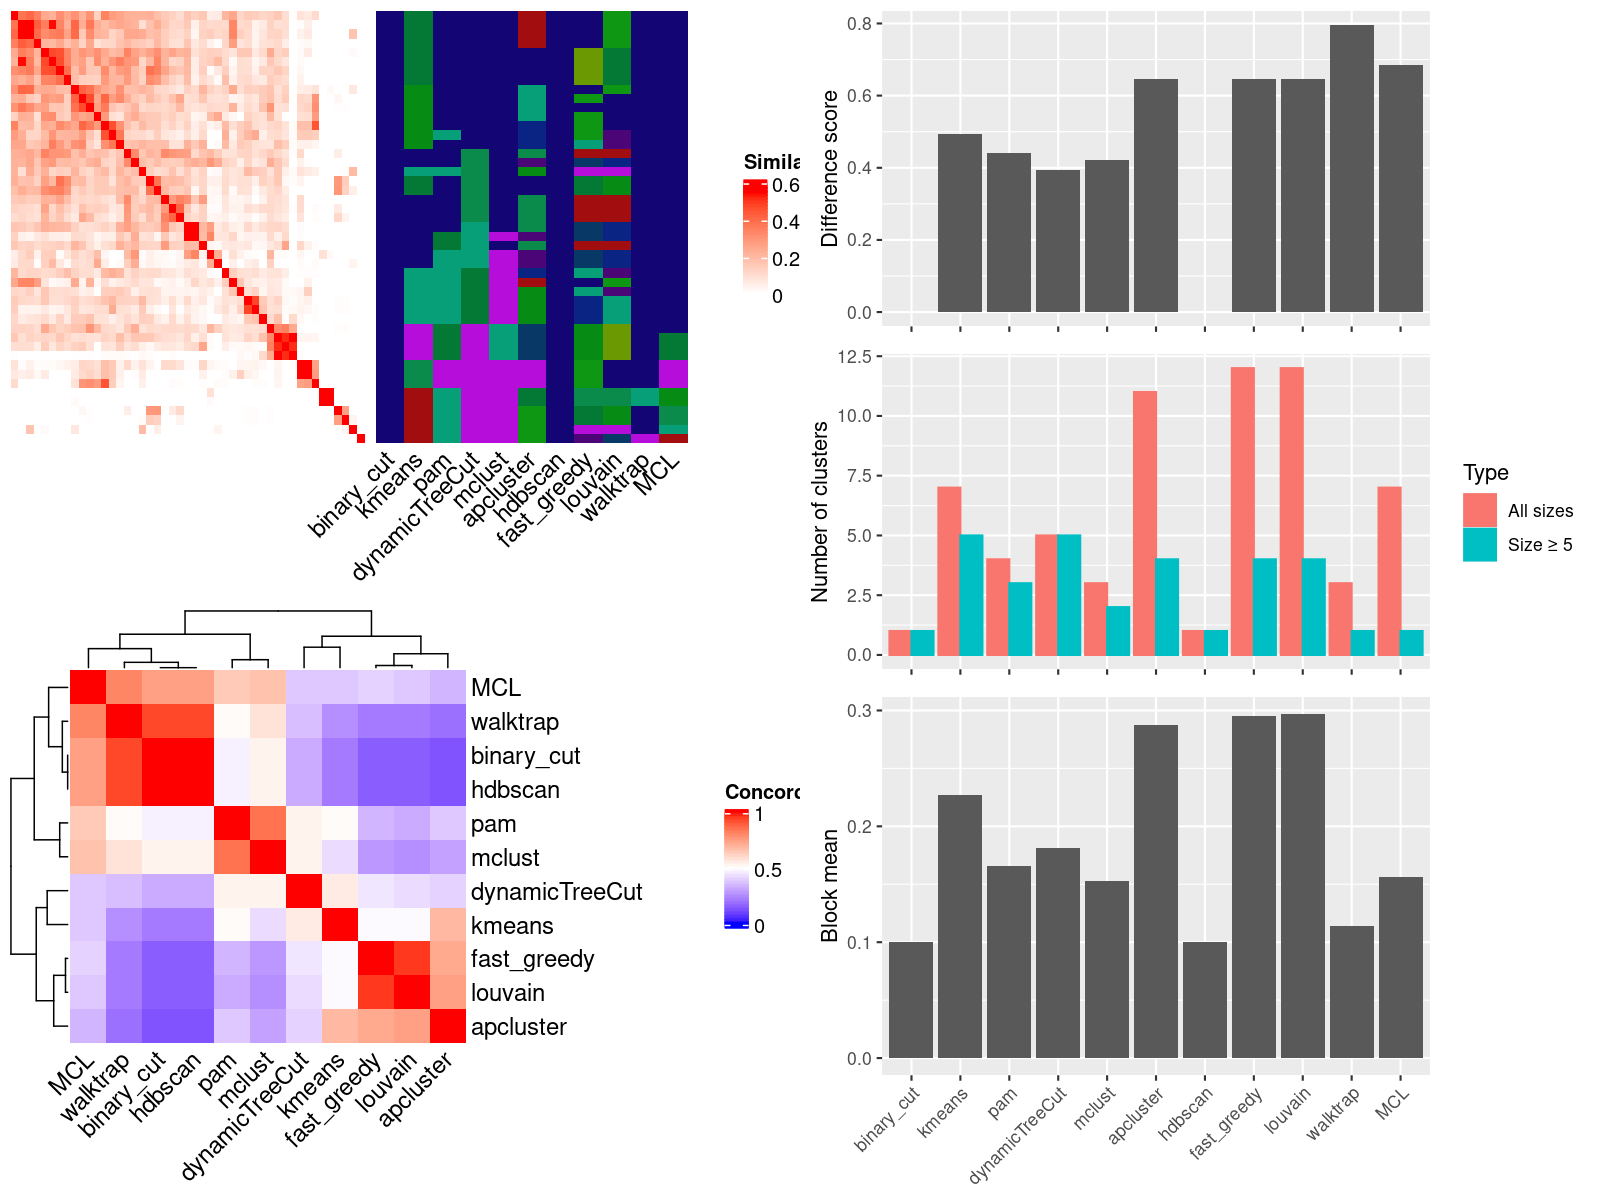 Simila
0.6
0.4
0.2
0
binary_cut
kmeans
pam
dynamicTreeCut
mclust
apcluster
hdbscan
fast_greedy
louvain
walktrap
MCL
MCL
walktrap
binary_cut
hdbscan
pam
mclust
dynamicTreeCut
kmeans
fast_greedy
louvain
apcluster
MCL
walktrap
binary_cut
hdbscan
pam
mclust
dynamicTreeCut
kmeans
fast_greedy
louvain
apcluster
Concord
1
0.5
0
Difference score
0.8
0.6
0.4
0.2
0.0
Number of clusters
12.5
10.0
7.5
5.0
2.5
0.0
Type
All sizes
Size ≥ 5
Block mean
0.3
0.2
0.1
0.0
binary_cut
kmeans
pam
dynamicTreeCut
mclust
apcluster
hdbscan
fast_greedy
louvain
walktrap
MCL